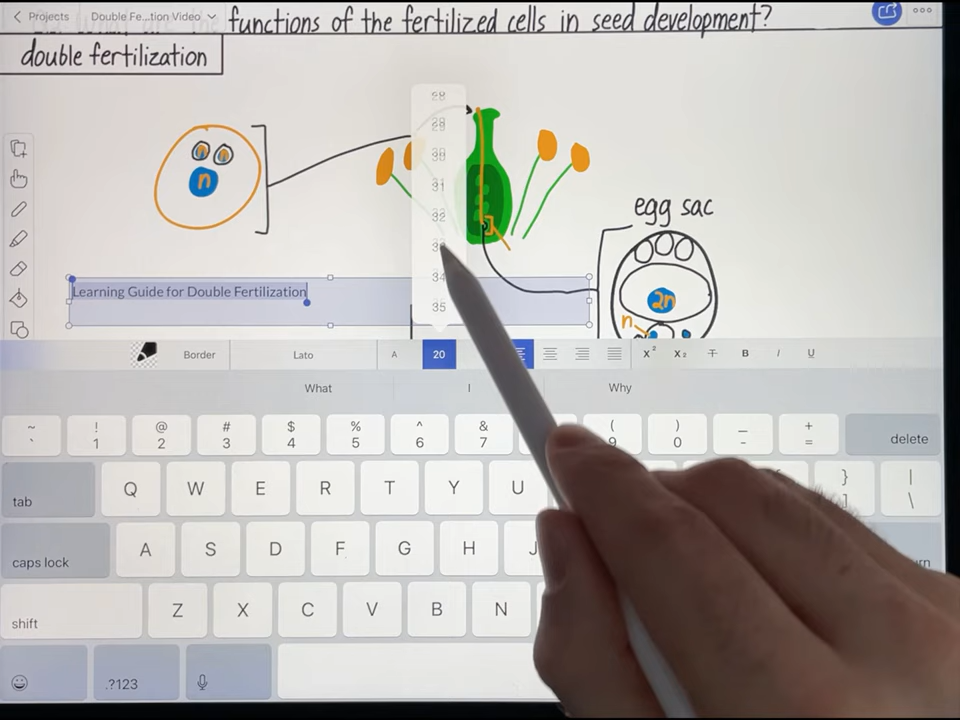 Projects
Double Fe...tion Video
functions of the fertilized cells in seed development?
double fertilization
n
egg sac
2n
n
Learning Guide for Double Fertilization
28
29
30
31
32
34
35
Border Lato A 20 X² X₂ T B I U
What I Why
~ ! @ # $ % ^ & ( ) _ +
` 1 2 3 4 5 6 7 9 0 - = delete
tab Q W E R T Y U } |
] \
caps lock A S D F G H J
shift Z X C V B N
.?123